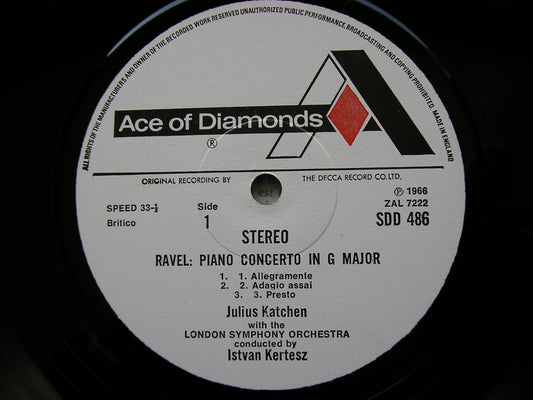 ALL RIGHTS OF THE MANUFACTURERS AND OWNER OF THE RECORDED WORK RESERVED UNAUTHORIZED PUBLIC PERFORMANCE, BROADCASTING AND COPYING PROHIBITED. MADE IN ENGLAND
Ace of Diamonds
®
ORIGINAL RECORDING BY THE DECCA RECORD CO. LTD.
SPEED 33-⅓ Side ℗ 1966
Britico 1 ZAL 7222
SDD 486
STEREO
RAVEL: PIANO CONCERTO IN G MAJOR
1. 1. Allegramente
2. 2. Adagio assai
3. 3. Presto
Julius Katchen
with the
LONDON SYMPHONY ORCHESTRA
conducted by
Istvan Kertesz